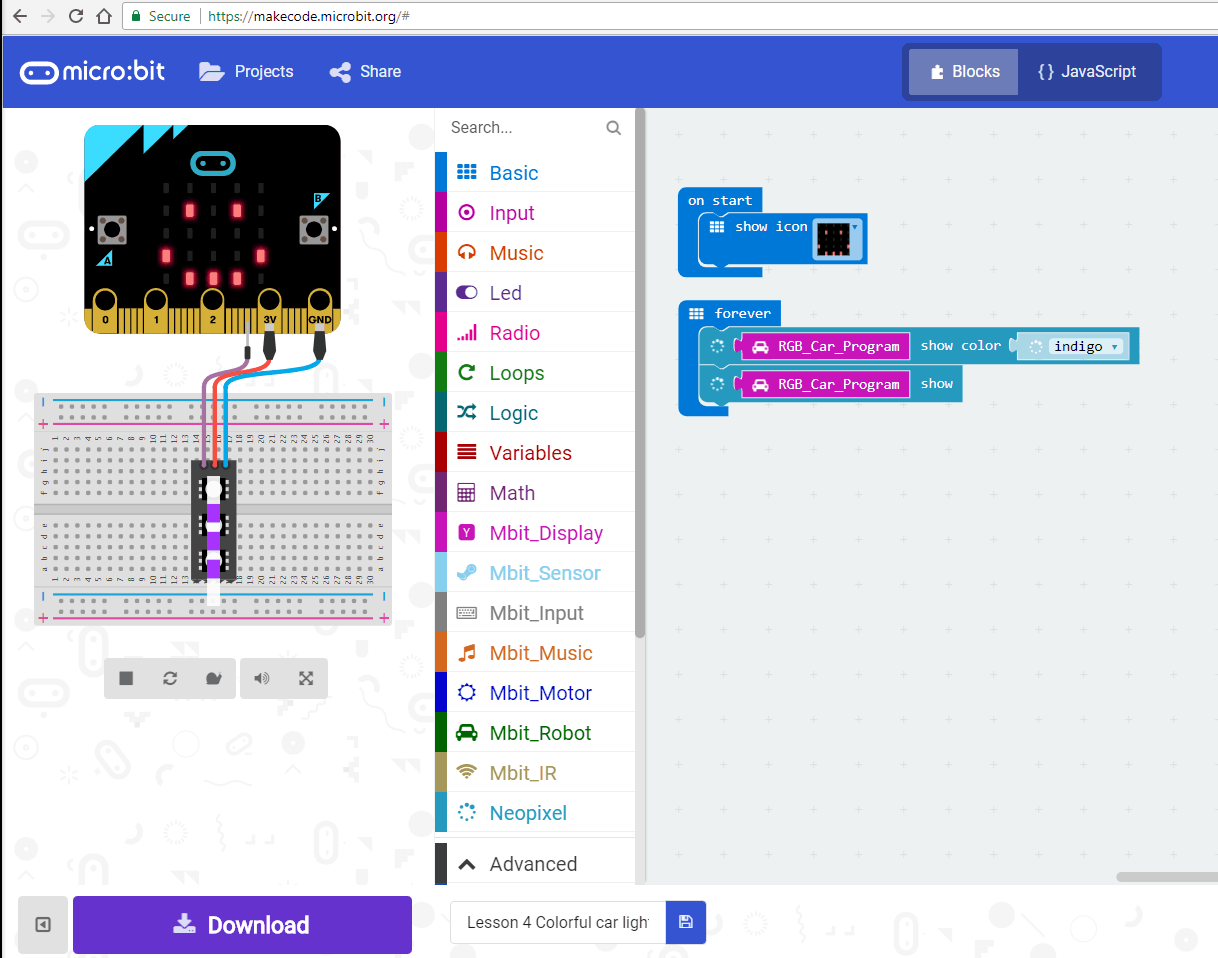 Secure https://makecode.microbit.org/#
micro:bit Projects Share Blocks {} JavaScript
Search...
Basic
Input
Music
Led
Radio
Loops
Logic
Variables
Math
Mbit_Display
Mbit_Sensor
Mbit_Input
Mbit_Music
Mbit_Motor
Mbit_Robot
Mbit_IR
Neopixel
Advanced
B
A
0 1 2 3V GND
on start
show icon
forever
RGB_Car_Program show color indigo
RGB_Car_Program show
Download
Lesson 4 Colorful car ligh